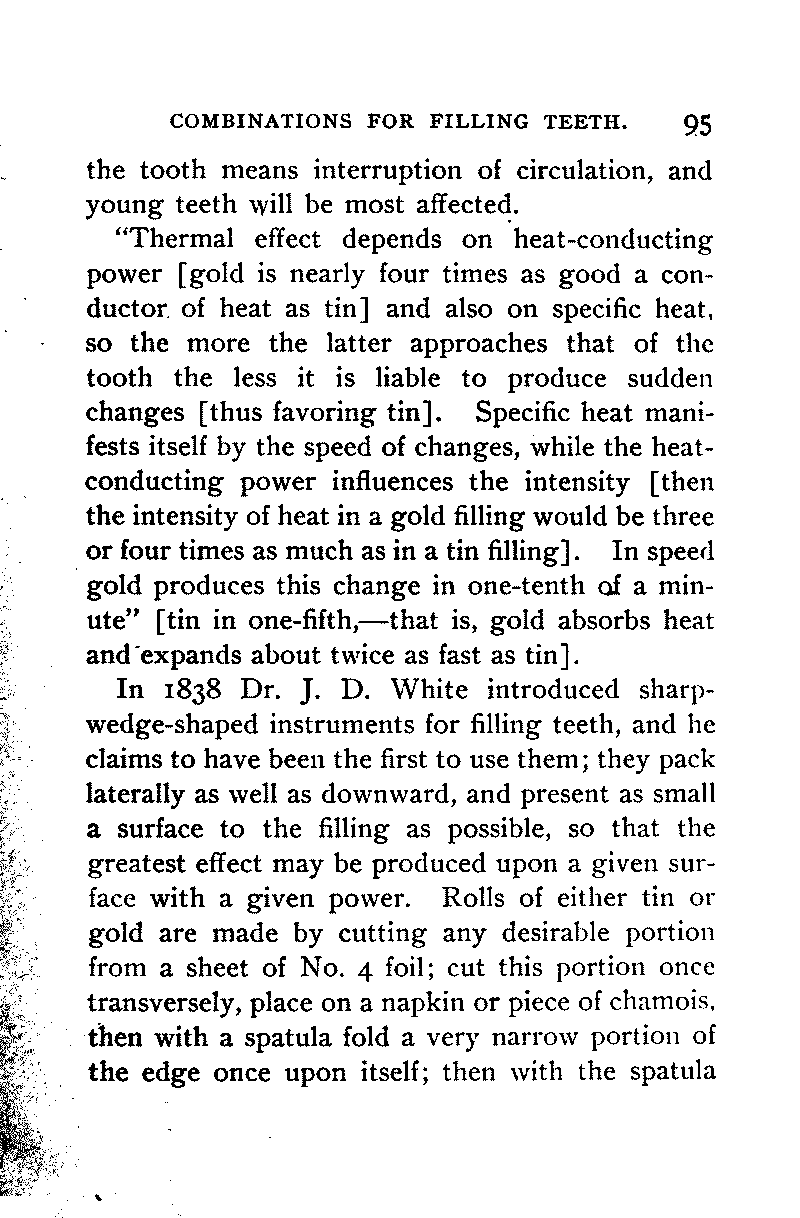 COMBINATIONS FOR FILLING TEETH. 95
the tooth means interruption of circulation, and
young teeth will be most affected.
"Thermal effect depends on heat-conducting
power [gold is nearly four times as good a con-
ductor of heat as tin] and also on specific heat,
so the more the latter approaches that of the
tooth the less it is liable to produce sudden
changes [thus favoring tin]. Specific heat mani-
fests itself by the speed of changes, while the heat-
conducting power influences the intensity [then
the intensity of heat in a gold filling would be three
or four times as much as in a tin filling]. In speed
gold produces this change in one-tenth of a min-
ute" [tin in one-fifth,—that is, gold absorbs heat
and expands about twice as fast as tin].
In 1838 Dr. J. D. White introduced sharp-
wedge-shaped instruments for filling teeth, and he
claims to have been the first to use them; they pack
laterally as well as downward, and present as small
a surface to the filling as possible, so that the
greatest effect may be produced upon a given sur-
face with a given power. Rolls of either tin or
gold are made by cutting any desirable portion
from a sheet of No. 4 foil; cut this portion once
transversely, place on a napkin or piece of chamois,
then with a spatula fold a very narrow portion of
the edge once upon itself; then with the spatula